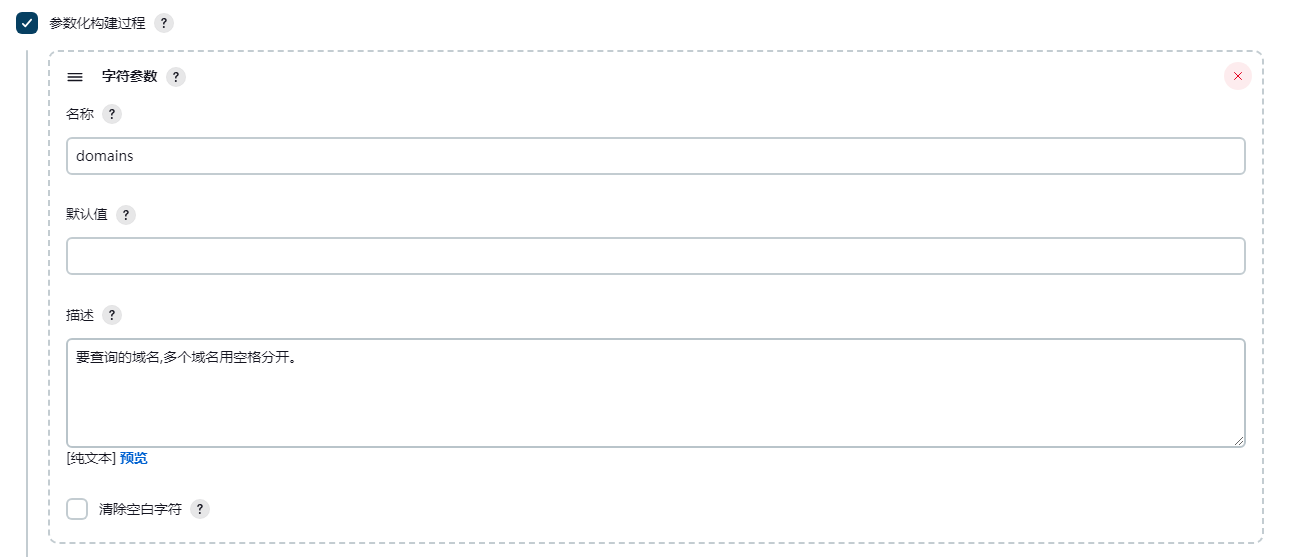 参数化构建过程 ?
字符参数 ?
名称 ?
domains
默认值 ?
描述 ?
要查询的域名,多个域名用空格分开。
[纯文本] 预览
清除空白字符 ?